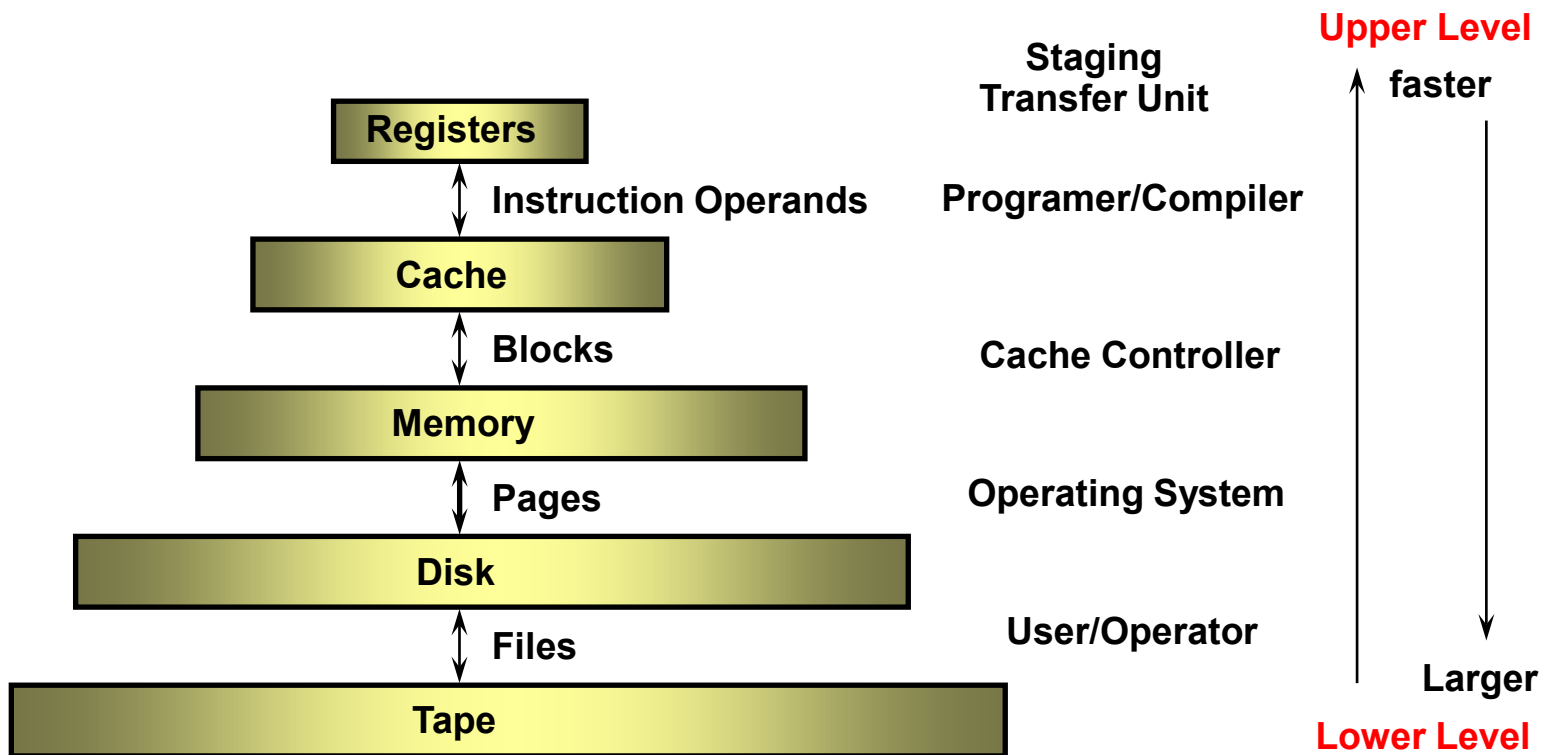 Upper Level
Staging
Transfer Unit
faster
Registers
Instruction Operands
Programer/Compiler
Cache
Blocks
Cache Controller
Memory
Pages
Operating System
Disk
Files
User/Operator
Larger
Tape
Lower Level